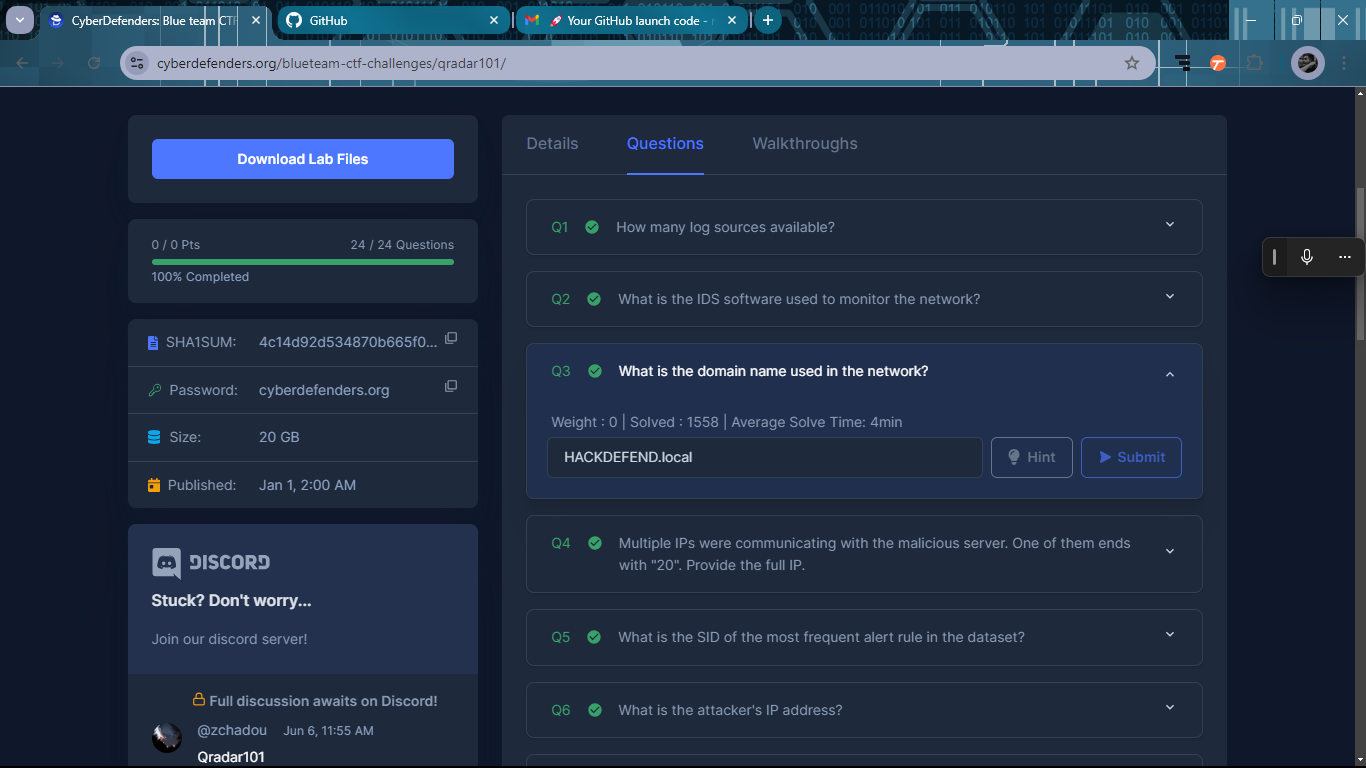 CyberDefenders: Blue team CTF
GitHub
Your GitHub launch code -
cyberdefenders.org/blueteam-ctf-challenges/qradar101/
Download Lab Files
0 / 0 Pts
24 / 24 Questions
100% Completed
SHA1SUM: 4c14d92d534870b665f0...
Password: cyberdefenders.org
Size: 20 GB
Published: Jan 1, 2:00 AM
DISCORD
Stuck? Don't worry...
Join our discord server!
Full discussion awaits on Discord!
@zchadou Jun 6, 11:55 AM
Qradar101
Details Questions Walkthroughs
Q1 How many log sources available?
Q2 What is the IDS software used to monitor the network?
Q3 What is the domain name used in the network?
Weight : 0 | Solved : 1558 | Average Solve Time: 4min
HACKDEFEND.local
Hint
Submit
Q4 Multiple IPs were communicating with the malicious server. One of them ends
with "20". Provide the full IP.
Q5 What is the SID of the most frequent alert rule in the dataset?
Q6 What is the attacker's IP address?